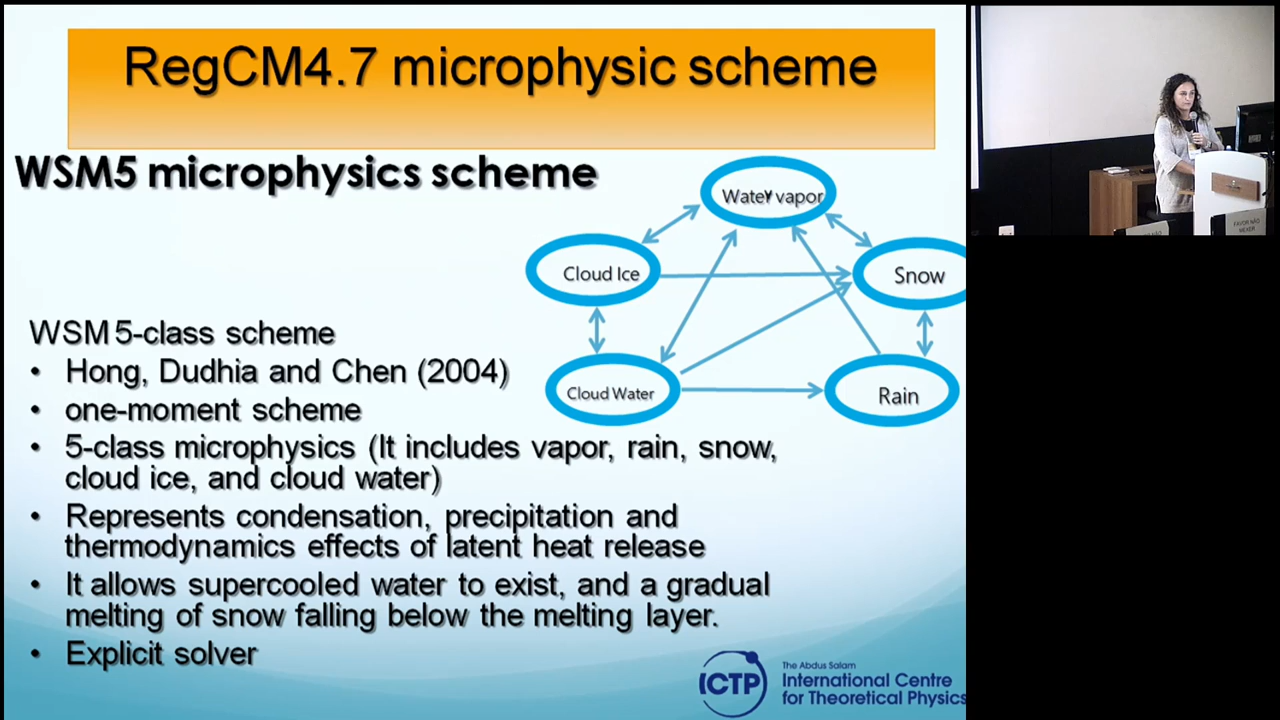 RegCM4.7 microphysic scheme
WSM5 microphysics scheme
Water vapor
Cloud Ice
Snow
Cloud Water
Rain
WSM 5-class scheme
• Hong, Dudhia and Chen (2004)
• one-moment scheme
• 5-class microphysics (It includes vapor, rain, snow,
cloud ice, and cloud water)
• Represents condensation, precipitation and
thermodynamics effects of latent heat release
• It allows supercooled water to exist, and a gradual
melting of snow falling below the melting layer.
• Explicit solver
ICTP
The Abdus Salam
International Centre
for Theoretical Physics
FAVOR NÃO
MEXER